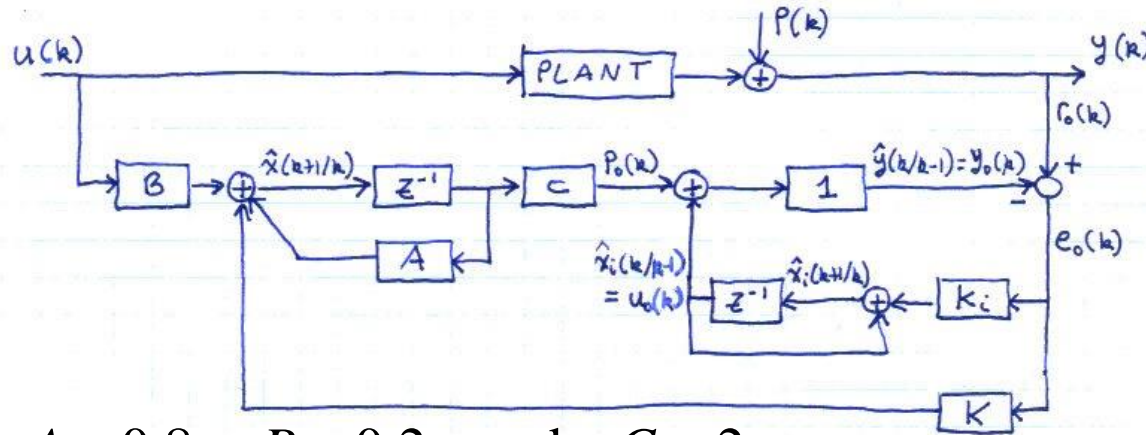 P(k)
u(k)
PLANT
+
y(k)
r₀(k)
B
+
x̂(k+1/k)
z⁻¹
C
P₀(k)
+
1
ŷ(k/k-1)=y₀(k)
+
-
A
e₀(k)
x̂ᵢ(k/k-1)
= u₀(k)
z⁻¹
x̂ᵢ(k+1/k)
+
Kᵢ
K